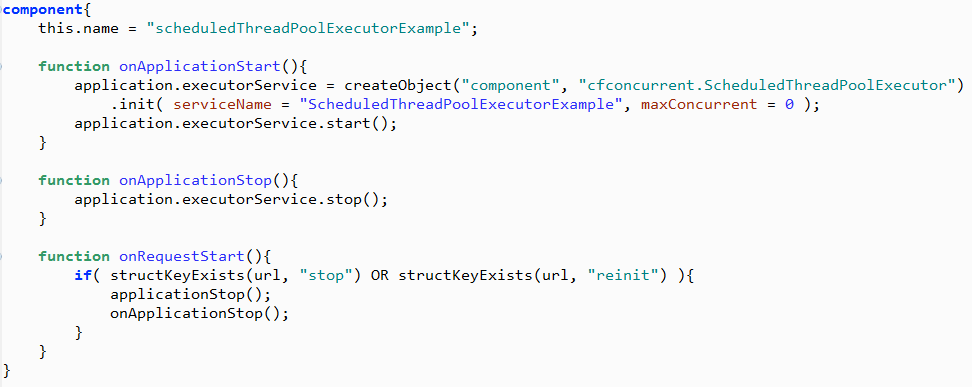 component{
    this.name = "scheduledThreadPoolExecutorExample";

    function onApplicationStart(){
        application.executorService = createObject("component", "cfconcurrent.ScheduledThreadPoolExecutor")
            .init( serviceName = "ScheduledThreadPoolExecutorExample", maxConcurrent = 0 );
        application.executorService.start();
    }

    function onApplicationStop(){
        application.executorService.stop();
    }

    function onRequestStart(){
        if( structKeyExists(url, "stop") OR structKeyExists(url, "reinit") ){
            applicationStop();
            onApplicationStop();
        }
    }
}